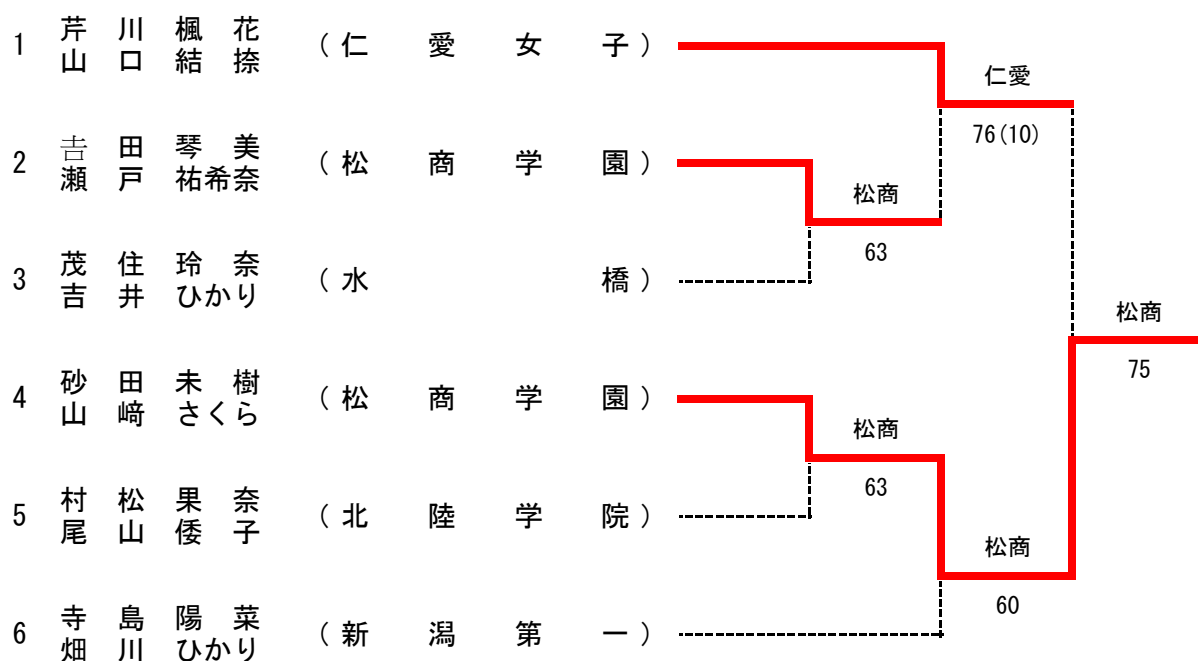 1 芹川楓花 (仁愛女子)
山口結捺
仁愛
76(10)
2 𠮷田琴美 (松商学園)
瀬戸祐希奈
松商
63
3 茂住玲奈 (水橋)
吉井ひかり
松商
75
4 砂田未樹 (松商学園)
山﨑さくら
松商
63
5 村松果奈 (北陸学院)
尾山倭子
松商
60
6 寺島陽菜 (新潟第一)
畑川ひかり